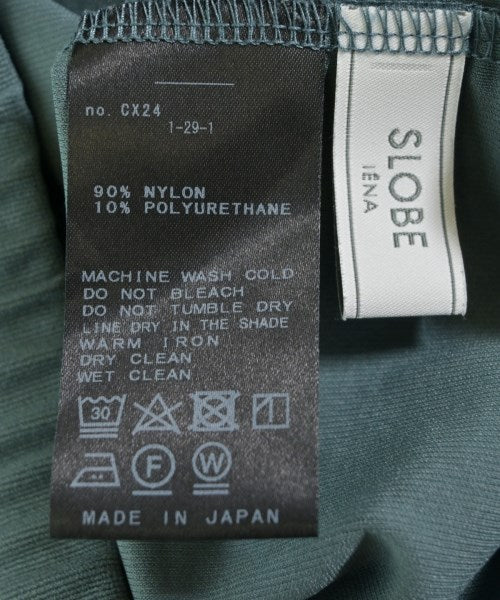 no. CX24
1-29-1
90% NYLON
10% POLYURETHANE
MACHINE WASH COLD
DO NOT BLEACH
DO NOT TUMBLE DRY
LINE DRY IN THE SHADE
WARM IRON
DRY CLEAN
WET CLEAN
30
F
W
MADE IN JAPAN
SLOBE
IÉNA